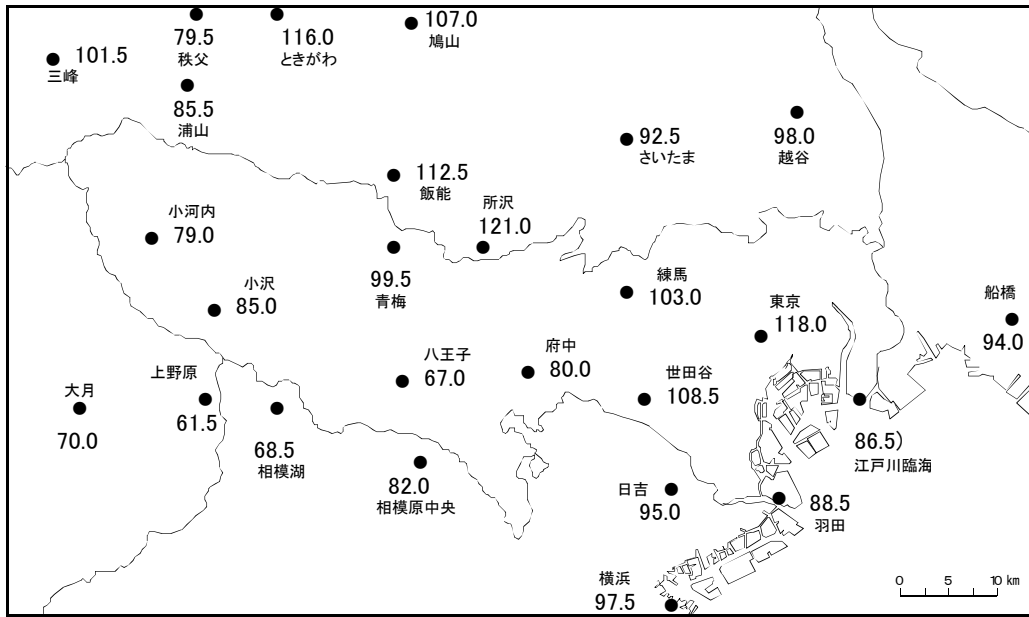 107.0
鳩山
79.5
秩父
116.0
ときがわ
101.5
三峰
85.5
浦山
92.5
さいたま
98.0
越谷
112.5
飯能
所沢
121.0
小河内
79.0
99.5
青梅
小沢
85.0
練馬
103.0
東京
118.0
船橋
94.0
八王子
67.0
府中
80.0
世田谷
108.5
大月
70.0
上野原
61.5
68.5
相模湖
86.5)
江戸川臨海
82.0
相模原中央
日吉
95.0
88.5
羽田
横浜
97.5
0 5 10 km